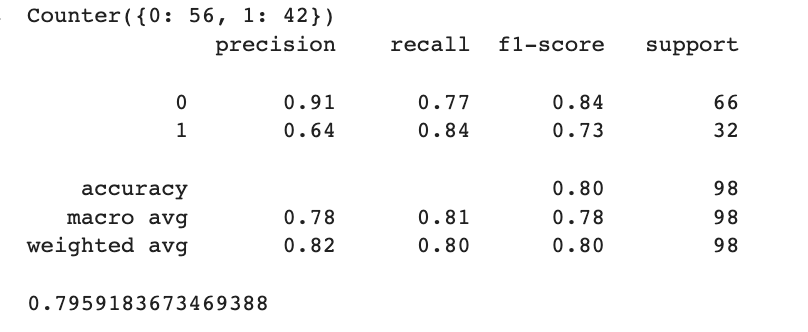 Counter({0: 56, 1: 42})
precision recall f1-score support
0 0.91 0.77 0.84 66
1 0.64 0.84 0.73 32
accuracy 0.80 98
macro avg 0.78 0.81 0.78 98
weighted avg 0.82 0.80 0.80 98
0.7959183673469388